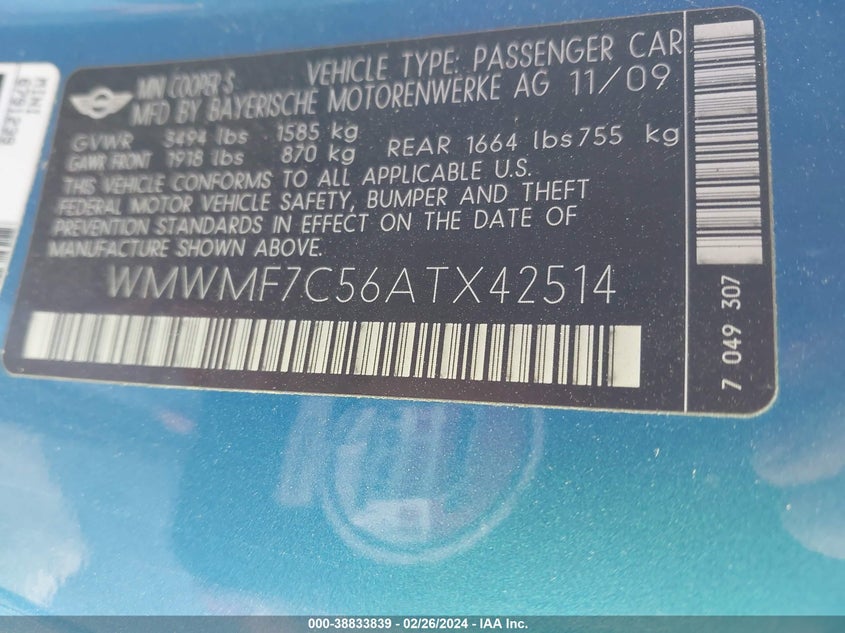 MIN COOPER S VEHICLE TYPE: PASSENGER CAR
MFD BY BAYERISCHE MOTORENWERKE AG 11/09
GVWR 3494 lbs 1585 kg
GAWR FRONT 1918 lbs 870 kg REAR 1664 lbs 755 kg
THIS VEHICLE CONFORMS TO ALL APPLICABLE U.S.
FEDERAL MOTOR VEHICLE SAFETY, BUMPER AND THEFT
PREVENTION STANDARDS IN EFFECT ON THE DATE OF
MANUFACTURE SHOWN ABOVE.
WMWMF7C56ATX42514
7 049 307
MINI
000-38833839 - 02/26/2024 - IAA Inc.